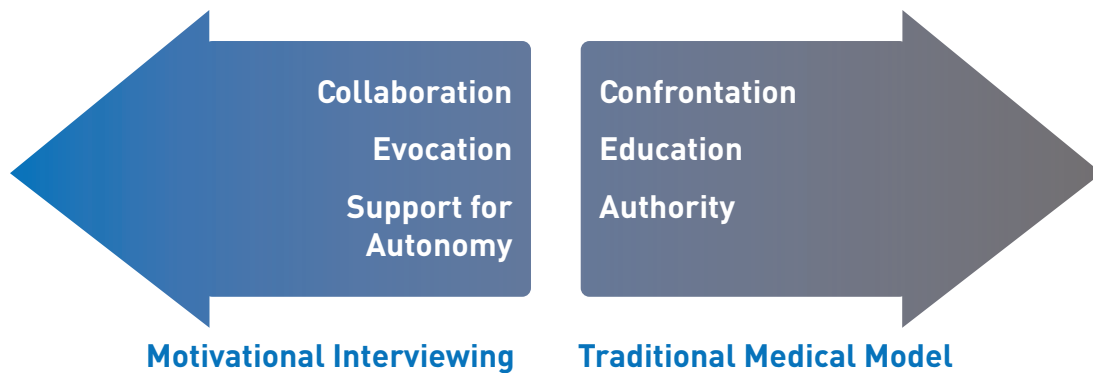 Collaboration
Evocation
Support for
Autonomy
Confrontation
Education
Authority
Motivational Interviewing
Traditional Medical Model